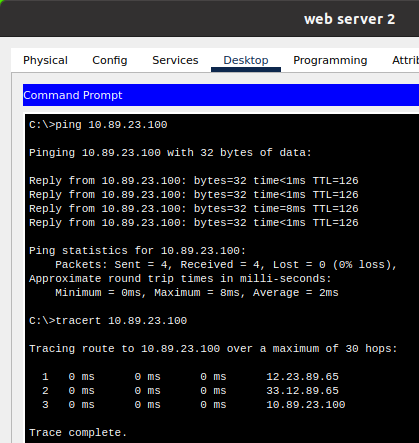 web server 2
Physical Config Services Desktop Programming
Command Prompt
C:\>ping 10.89.23.100
Pinging 10.89.23.100 with 32 bytes of data:
Reply from 10.89.23.100: bytes=32 time<1ms TTL=126
Reply from 10.89.23.100: bytes=32 time<1ms TTL=126
Reply from 10.89.23.100: bytes=32 time=8ms TTL=126
Reply from 10.89.23.100: bytes=32 time<1ms TTL=126
Ping statistics for 10.89.23.100:
Packets: Sent = 4, Received = 4, Lost = 0 (0% loss),
Approximate round trip times in milli-seconds:
Minimum = 0ms, Maximum = 8ms, Average = 2ms
C:\>tracert 10.89.23.100
Tracing route to 10.89.23.100 over a maximum of 30 hops:
1 0 ms 0 ms 0 ms 12.23.89.65
2 0 ms 0 ms 0 ms 33.12.89.65
3 0 ms 0 ms 0 ms 10.89.23.100
Trace complete.